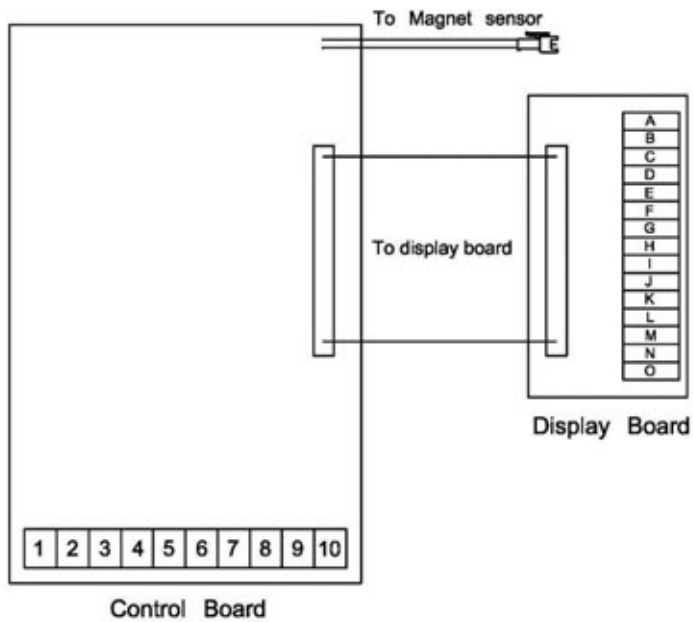 To Magnet sensor
E
A
B
C
D
E
F
G
H
I
J
K
L
M
N
O
To display board
Display Board
1 2 3 4 5 6 7 8 9 10
Control Board